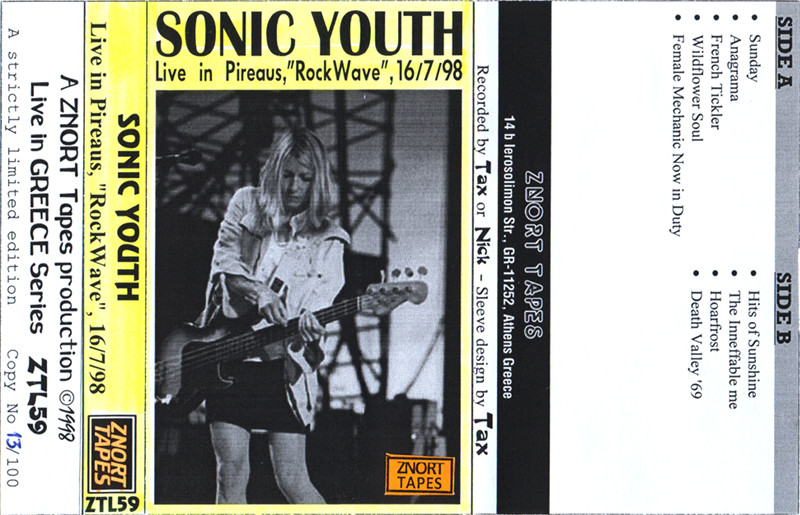 A ZNORT Tapes production ©1998
Live in GREECE Series ZTL59
A strictly limited edition Copy No 13/100
SONIC YOUTH
Live in Pireaus, "RockWave", 16/7/98
ZNORT
TAPES
ZTL59
SONIC YOUTH
Live in Pireaus,"RockWave",16/7/98
ZNORT
TAPES
Recorded by Tax or Nick - Sleeve design by Tax
ZNORT TAPES
14 b Ierosolimon Str., GR-11252, Athens Greece
SIDE A
• Sunday
• Anagrama
• French Tickler
• Wildflower Soul
• Female Mechanic Now in Duty
SIDE B
• Hits of Sunshine
• The Inneffable me
• Hoarfrost
• Death Valley '69